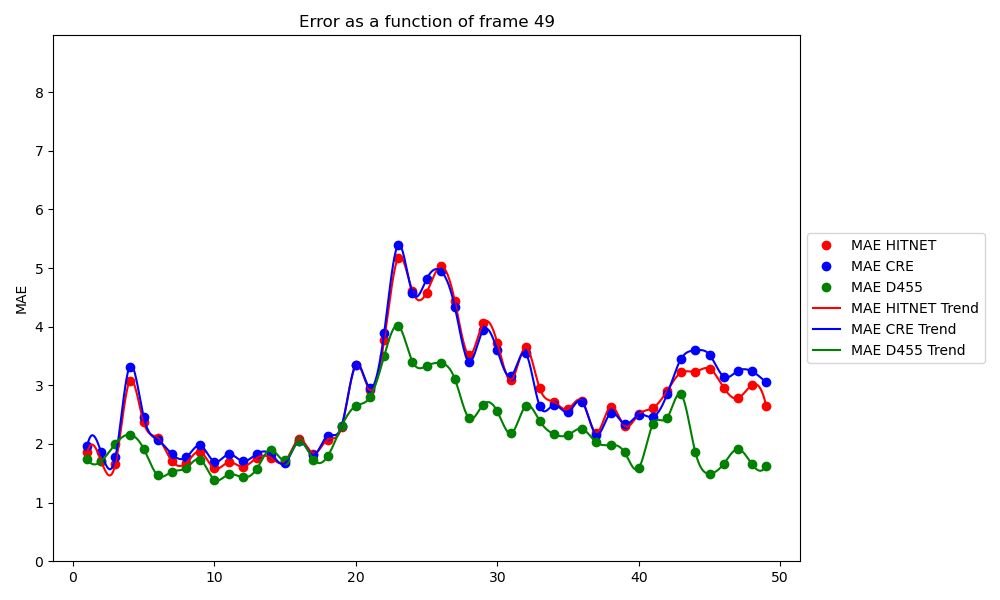 Error as a function of frame 49
MAE
8
7
6
5
4
3
2
1
0
0 10 20 30 40 50
MAE HITNET
MAE CRE
MAE D455
MAE HITNET Trend
MAE CRE Trend
MAE D455 Trend